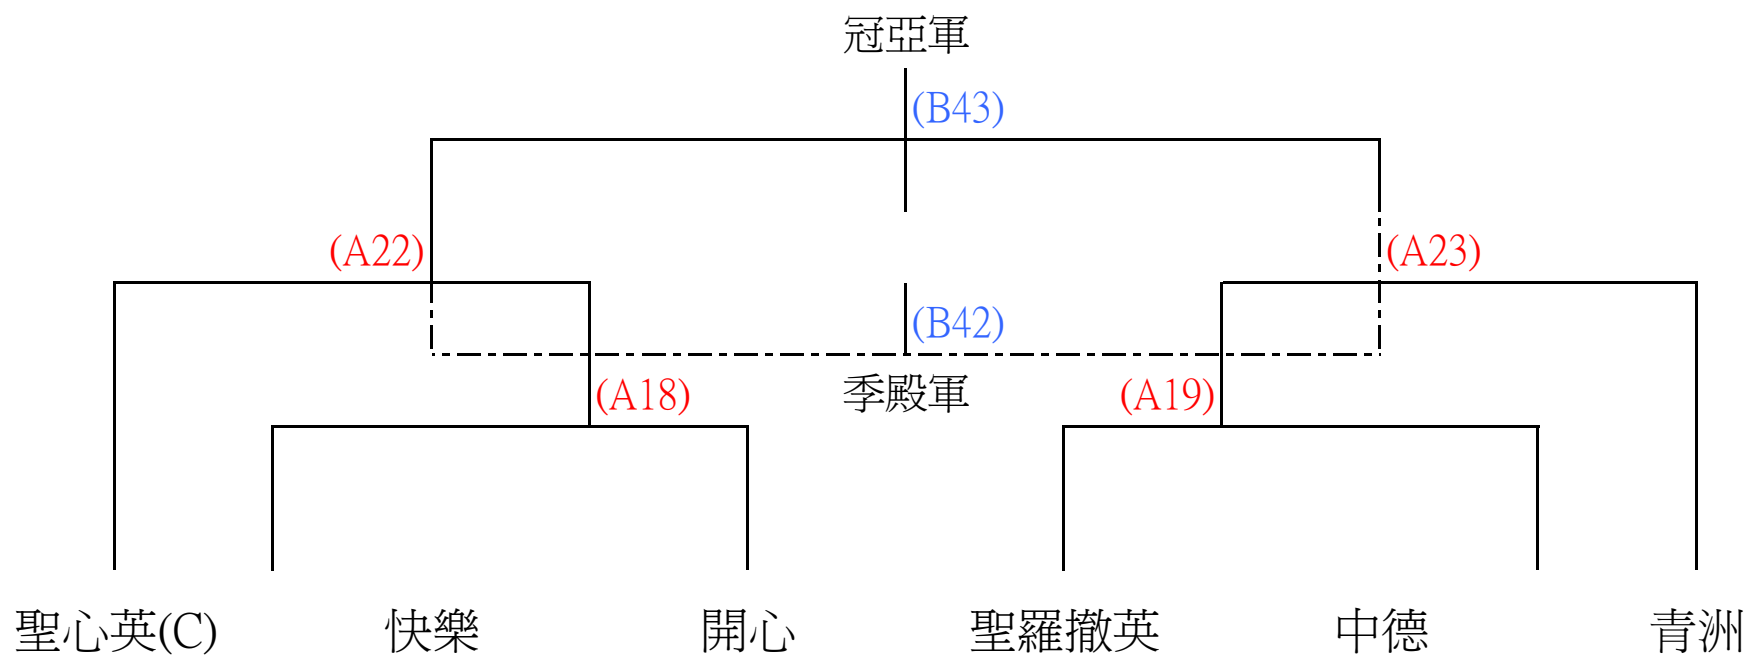 冠亞軍
(B43)
(A22)
(A23)
(B42)
季殿軍
(A18)
(A19)
聖心英(C) 快樂 開心 聖羅撤英 中德 青洲